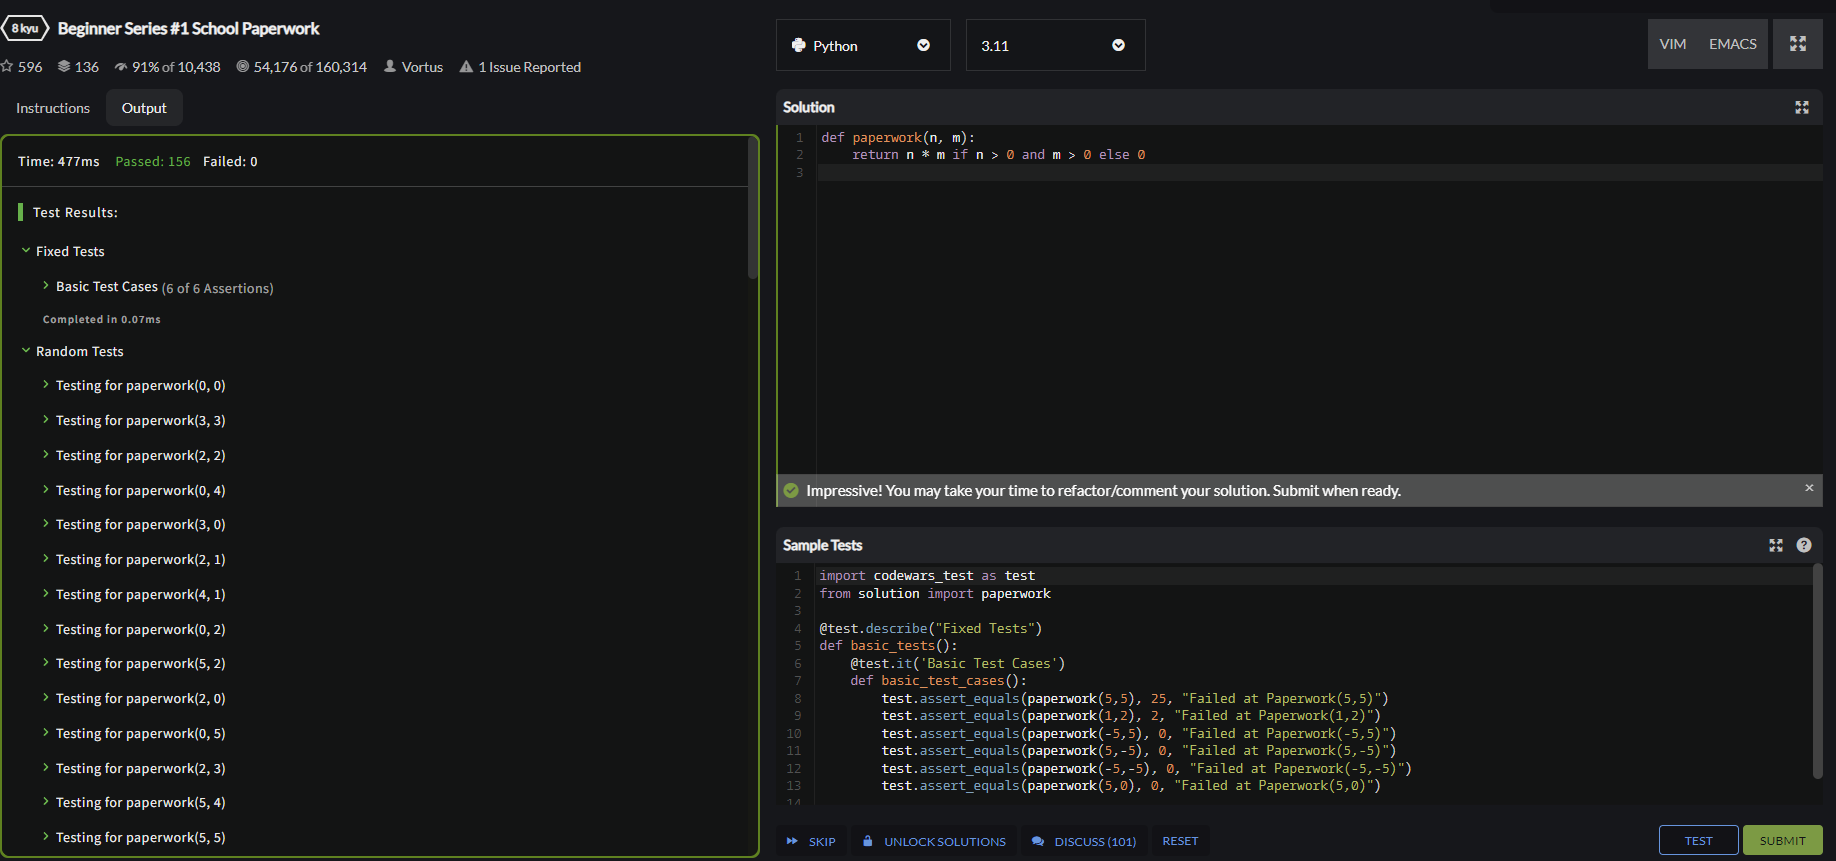 8 kyu Beginner Series #1 School Paperwork
596 136 91% of 10,438 54,176 of 160,314 Vortus 1 Issue Reported
Instructions Output
Time: 477ms Passed: 156 Failed: 0
Test Results:
Fixed Tests
Basic Test Cases (6 of 6 Assertions)
Completed in 0.07ms
Random Tests
Testing for paperwork(0, 0)
Testing for paperwork(3, 3)
Testing for paperwork(2, 2)
Testing for paperwork(0, 4)
Testing for paperwork(3, 0)
Testing for paperwork(2, 1)
Testing for paperwork(4, 1)
Testing for paperwork(0, 2)
Testing for paperwork(5, 2)
Testing for paperwork(2, 0)
Testing for paperwork(0, 5)
Testing for paperwork(2, 3)
Testing for paperwork(5, 4)
Testing for paperwork(5, 5)
Python 3.11 VIM EMACS
Solution
1 def paperwork(n, m):
2 return n * m if n > 0 and m > 0 else 0
3
Impressive! You may take your time to refactor/comment your solution. Submit when ready. ×
Sample Tests ?
1 import codewars_test as test
2 from solution import paperwork
3
4 @test.describe("Fixed Tests")
5 def basic_tests():
6 @test.it('Basic Test Cases')
7 def basic_test_cases():
8 test.assert_equals(paperwork(5,5), 25, "Failed at Paperwork(5,5)")
9 test.assert_equals(paperwork(1,2), 2, "Failed at Paperwork(1,2)")
10 test.assert_equals(paperwork(-5,5), 0, "Failed at Paperwork(-5,5)")
11 test.assert_equals(paperwork(5,-5), 0, "Failed at Paperwork(5,-5)")
12 test.assert_equals(paperwork(-5,-5), 0, "Failed at Paperwork(-5,-5)")
13 test.assert_equals(paperwork(5,0), 0, "Failed at Paperwork(5,0)")
14
SKIP UNLOCK SOLUTIONS DISCUSS (101) RESET TEST SUBMIT